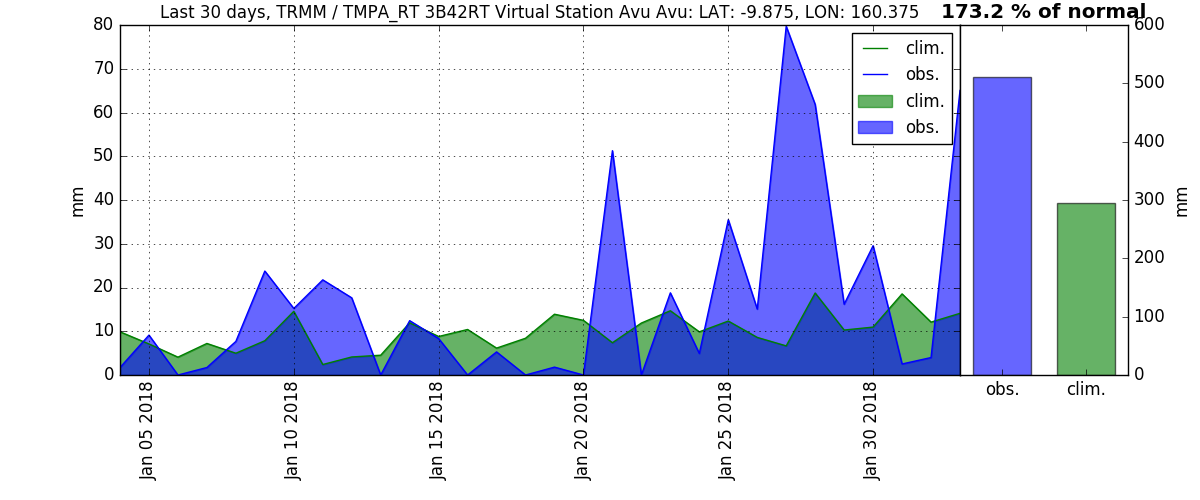 Last 30 days, TRMM / TMPA_RT 3B42RT Virtual Station Avu Avu: LAT: -9.875, LON: 160.375
173.2 % of normal
80
70
60
50
40
30
20
10
0
mm
clim.
obs.
clim.
obs.
Jan 05 2018
Jan 10 2018
Jan 15 2018
Jan 20 2018
Jan 25 2018
Jan 30 2018
600
500
400
300
200
100
0
mm
obs.
clim.